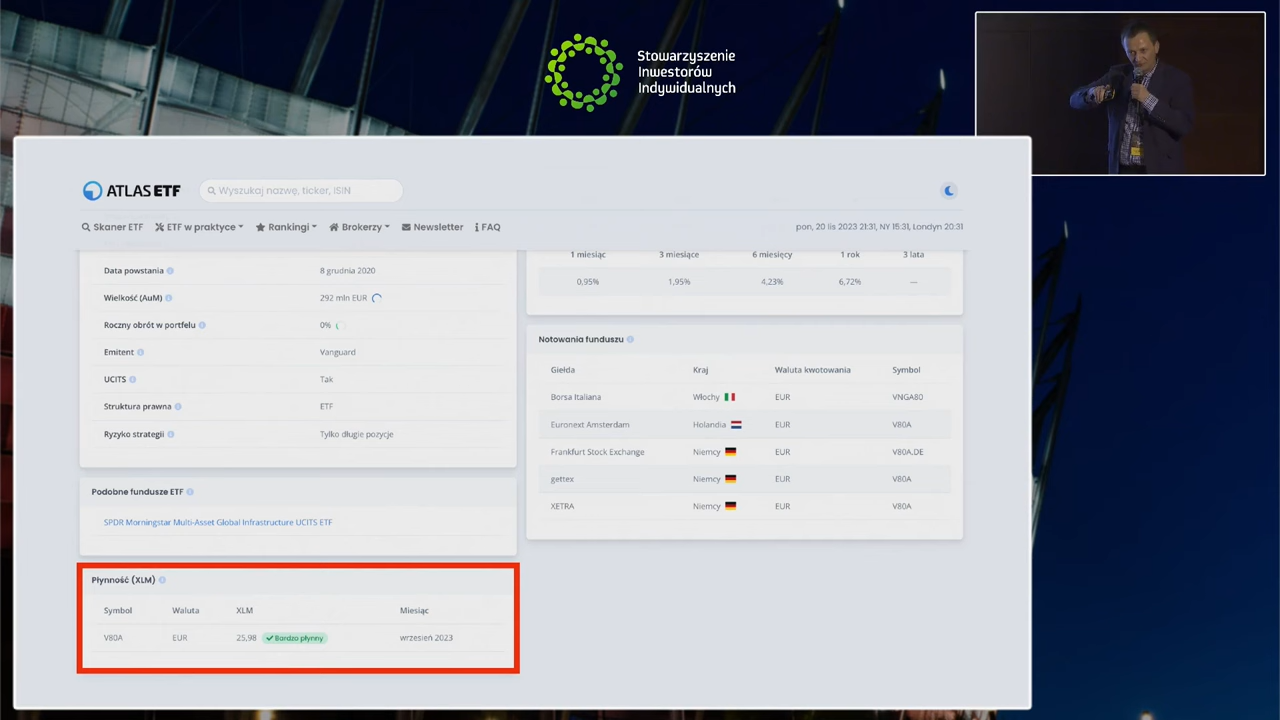 Stowarzyszenie
Inwestorów
Indywidualnych
ATLAS ETF
Wyszukaj nazwę, ticker, ISIN
Skaner ETF ETF w praktyce Rankingi Brokerzy Newsletter FAQ
pon, 20 lis 2023 21:31, NY 15:31, Londyn 20:31
Data powstania 8 grudnia 2020
Wielkość (AuM) 292 mln EUR
Roczny obrót w portfelu 0%
Emitent Vanguard
UCITS Tak
Struktura prawna ETF
Ryzyko strategii Tylko długie pozycje
Podobne fundusze ETF
SPDR Morningstar Multi-Asset Global Infrastructure UCITS ETF
Płynność (XLM)
Symbol Waluta XLM Miesiąc
V80A EUR 25,98 Bardzo płynny wrzesień 2023
1 miesiąc 3 miesiące 6 miesięcy 1 rok 3 lata
0,95% 1,95% 4,23% 6,72% —
Notowania funduszu
Giełda Kraj Waluta kwotowania Symbol
Borsa Italiana Włochy EUR VNGA80
Euronext Amsterdam Holandia EUR V80A
Frankfurt Stock Exchange Niemcy EUR V80A.DE
gettex Niemcy EUR V80A
XETRA Niemcy EUR V80A